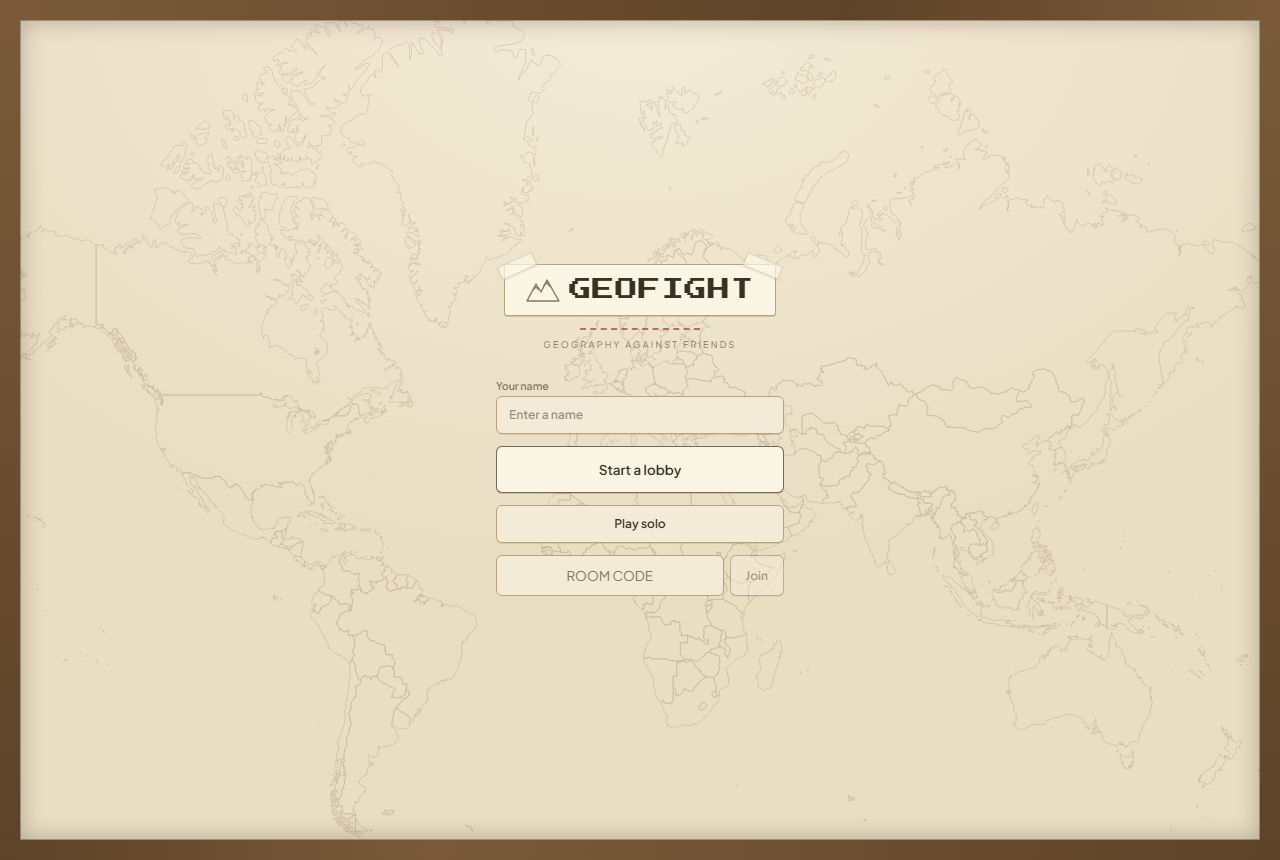 GEOFIGHT
GEOGRAPHY AGAINST FRIENDS
Your name
Enter a name
Start a lobby
Play solo
ROOM CODE
Join